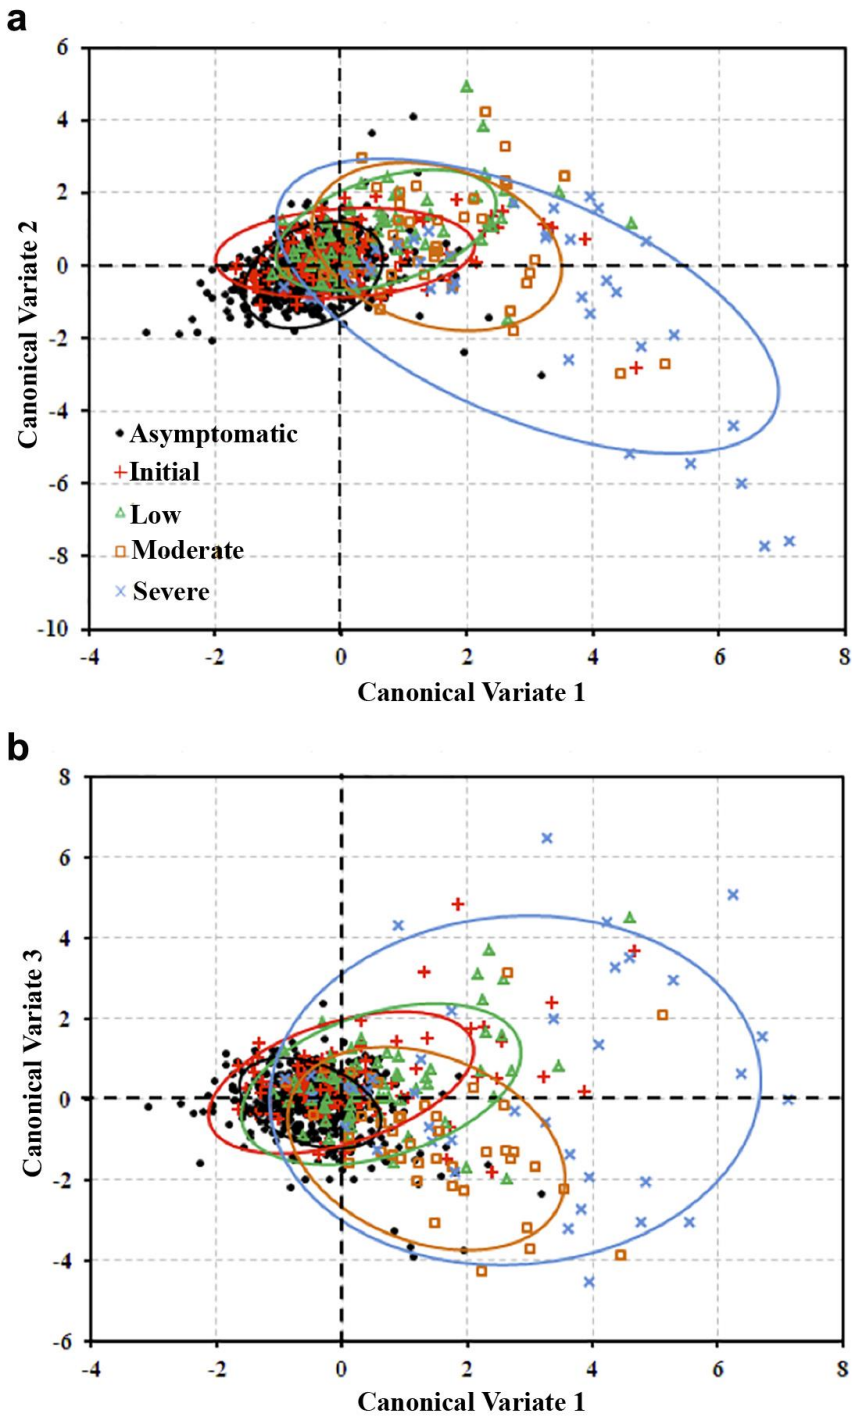 a
6
4
2
0
-2
-4
-6
-8
-10
Canonical Variate 2
Asymptomatic
Initial
Low
Moderate
Severe
-4 -2 0 2 4 6 8
Canonical Variate 1
b
8
6
4
2
0
-2
-4
-6
Canonical Variate 3
-4 -2 0 2 4 6 8
Canonical Variate 1